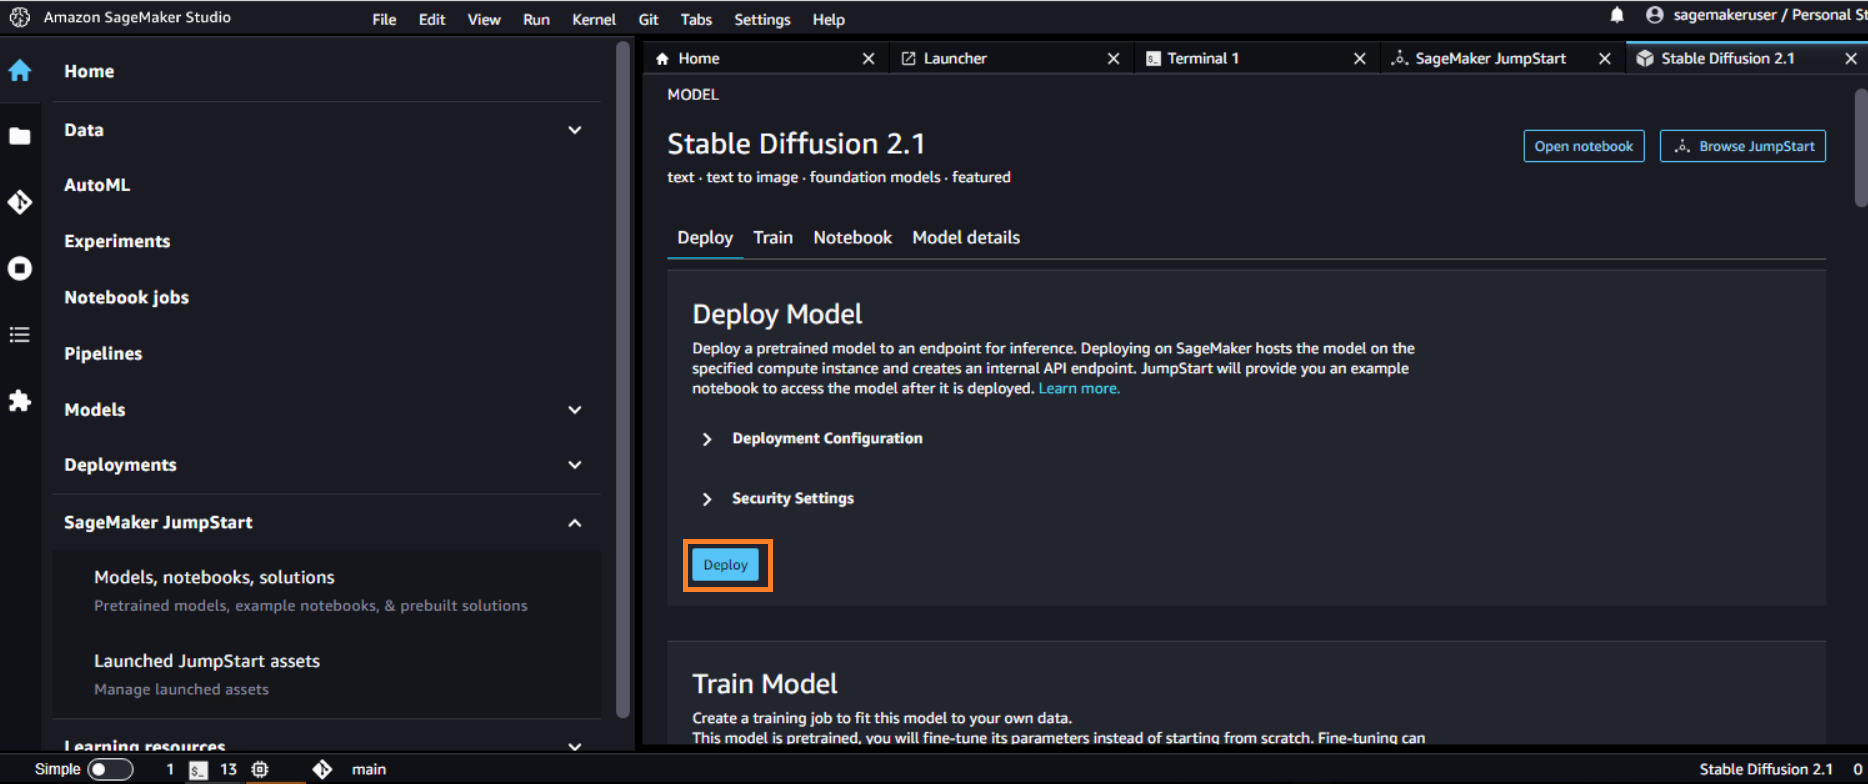 Amazon SageMaker Studio
File Edit View Run Kernel Git Tabs Settings Help
sagemakeruser / Personal St
Home
Data
AutoML
Experiments
Notebook jobs
Pipelines
Models
Deployments
SageMaker JumpStart
Models, notebooks, solutions
Pretrained models, example notebooks, & prebuilt solutions
Launched JumpStart assets
Manage launched assets
Learning resources
Home Launcher Terminal 1 SageMaker JumpStart Stable Diffusion 2.1
MODEL
Stable Diffusion 2.1
Open notebook Browse JumpStart
text · text to image · foundation models · featured
Deploy Train Notebook Model details
Deploy Model
Deploy a pretrained model to an endpoint for inference. Deploying on SageMaker hosts the model on the
specified compute instance and creates an internal API endpoint. JumpStart will provide you an example
notebook to access the model after it is deployed. Learn more.
Deployment Configuration
Security Settings
Deploy
Train Model
Create a training job to fit this model to your own data.
This model is pretrained, you will fine-tune its parameters instead of starting from scratch. Fine-tuning can
Simple 1 $_ 13 main
Stable Diffusion 2.1 0